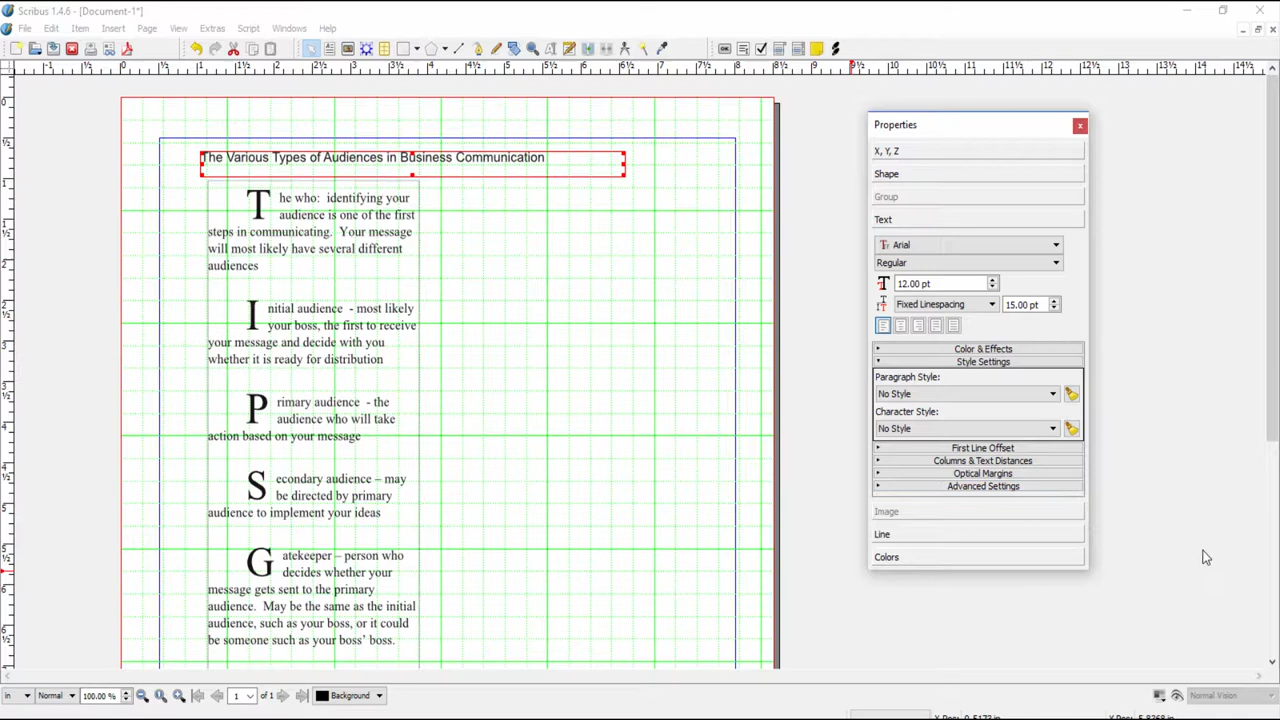 Scribus 1.4.6 - [Document-1*]
File Edit Item Insert Page View Extras Script Windows Help
The Various Types of Audiences in Business Communication
The who: identifying your
audience is one of the first
steps in communicating. Your message
will most likely have several different
audiences
Initial audience - most likely
your boss, the first to receive
your message and decide with you
whether it is ready for distribution
Primary audience - the
audience who will take
action based on your message
Secondary audience – may
be directed by primary
audience to implement your ideas
Gatekeeper – person who
decides whether your
message gets sent to the primary
audience. May be the same as the initial
audience, such as your boss, or it could
be someone such as your boss’ boss.
Properties
X, Y, Z
Shape
Group
Text
Arial
Regular
12.00 pt
Fixed Linespacing 15.00 pt
Color & Effects
Style Settings
Paragraph Style:
No Style
Character Style:
No Style
First Line Offset
Columns & Text Distances
Optical Margins
Advanced Settings
Image
Line
Colors
in Normal 100.00 % 1 of 1 Background Normal Vision